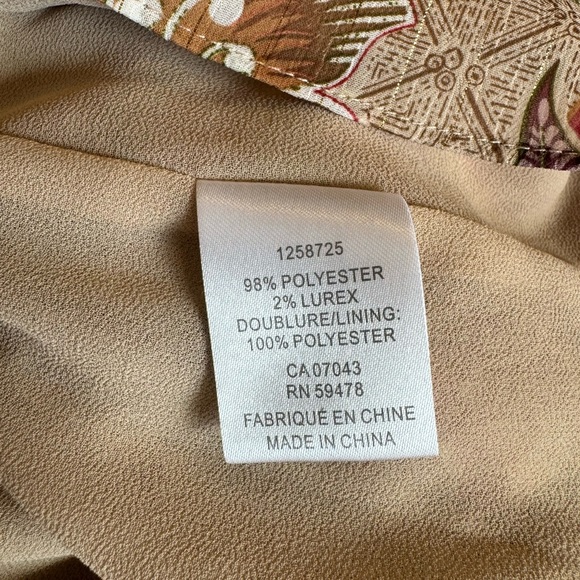 1258725
98% POLYESTER
2% LUREX
DOUBLURE/LINING:
100% POLYESTER
CA 07043
RN 59478
FABRIQUÉ EN CHINE
MADE IN CHINA